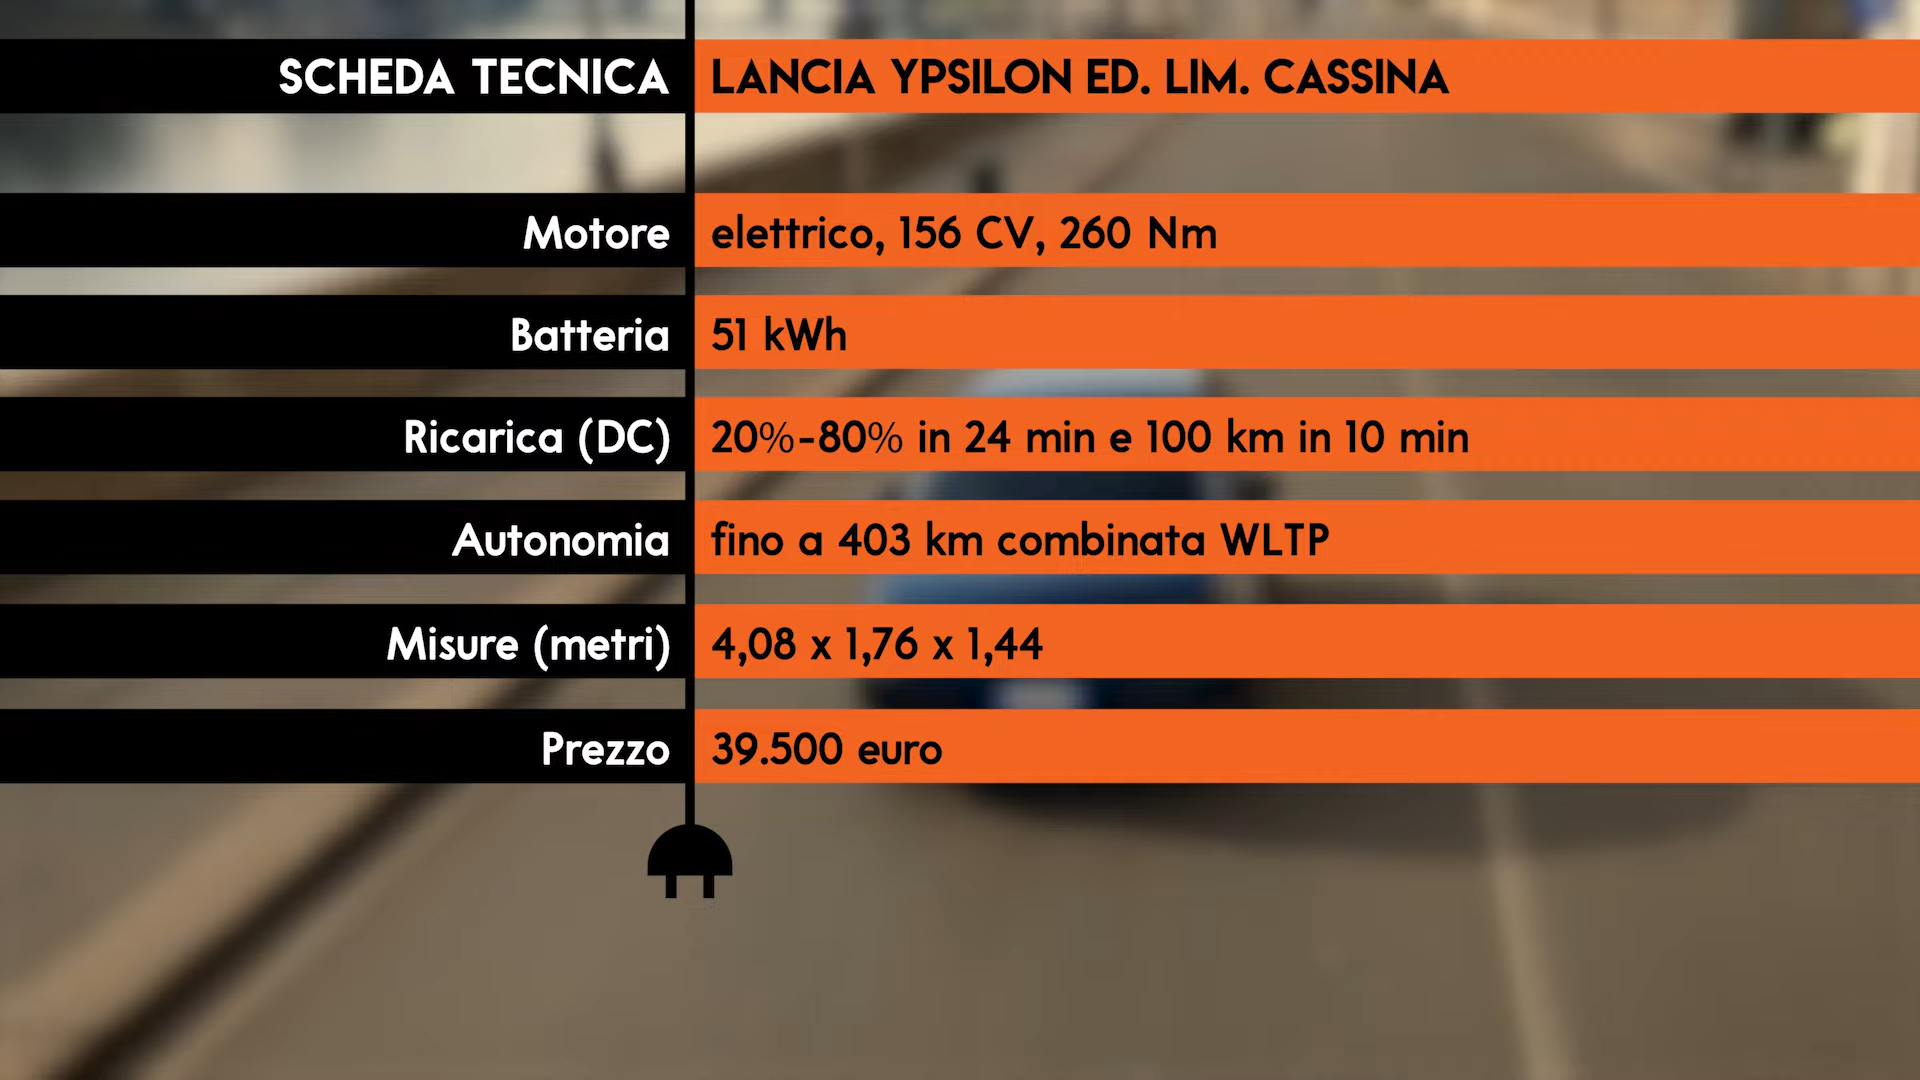 SCHEDA TECNICA LANCIA YPSILON ED. LIM. CASSINA
Motore elettrico, 156 CV, 260 Nm
Batteria 51 kWh
Ricarica (DC) 20%-80% in 24 min e 100 km in 10 min
Autonomia fino a 403 km combinata WLTP
Misure (metri) 4,08 x 1,76 x 1,44
Prezzo 39.500 euro